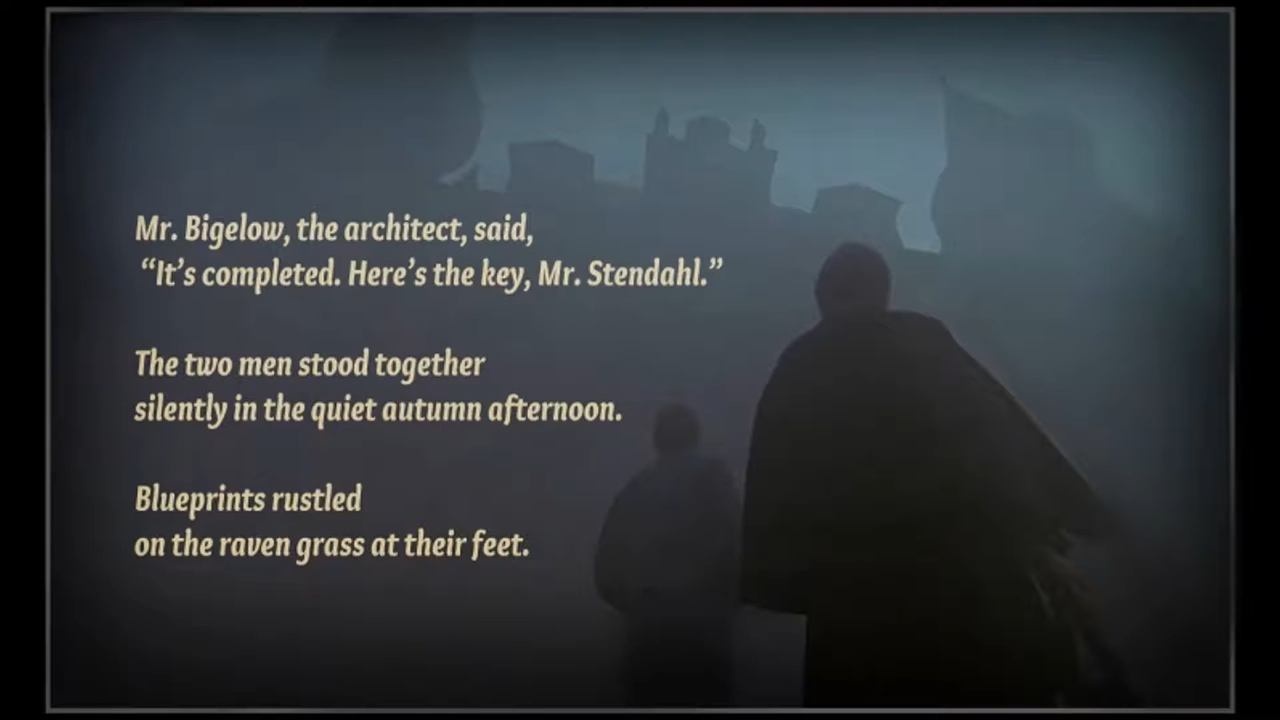 Mr. Bigelow, the architect, said,
“It’s completed. Here’s the key, Mr. Stendahl.”
The two men stood together
silently in the quiet autumn afternoon.
Blueprints rustled
on the raven grass at their feet.